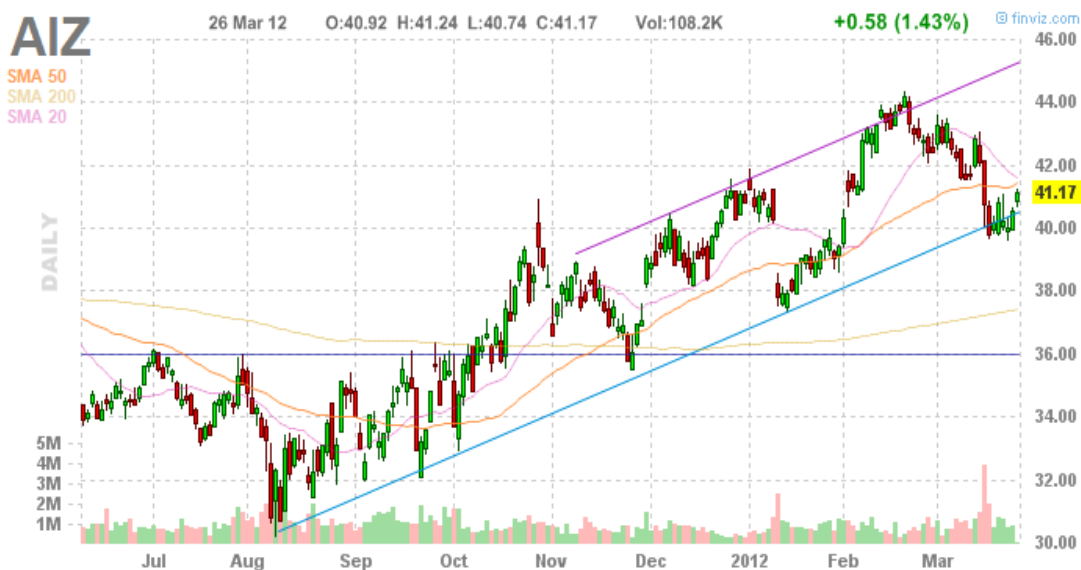 AIZ
26 Mar 12 O:40.92 H:41.24 L:40.74 C:41.17 Vol:108.2K +0.58 (1.43%) © finviz.com
SMA 50
SMA 200
SMA 20
DAILY
46.00
44.00
42.00
41.17
40.00
38.00
36.00
34.00
32.00
30.00
5M
4M
3M
2M
1M
Jul Aug Sep Oct Nov Dec 2012 Feb Mar